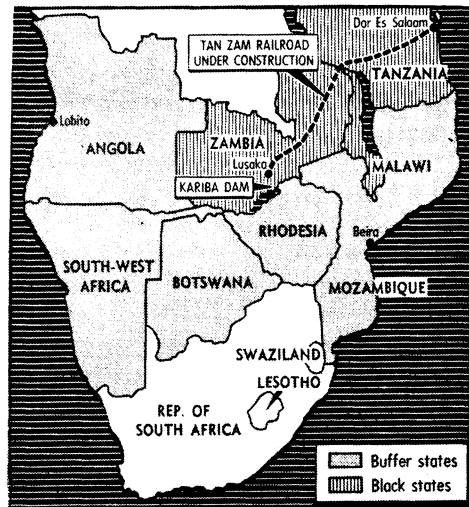 Dar Es Salaam
TAN ZAM RAILROAD
UNDER CONSTRUCTION
TANZANIA
Lobito
ZAMBIA
ANGOLA
Lusaka
MALAWI
KARIBA DAM
Beira
RHODESIA
SOUTH-WEST
AFRICA
BOTSWANA
MOZAMBIQUE
SWAZILAND
LESOTHO
REP. OF
SOUTH AFRICA
Buffer states
Black states